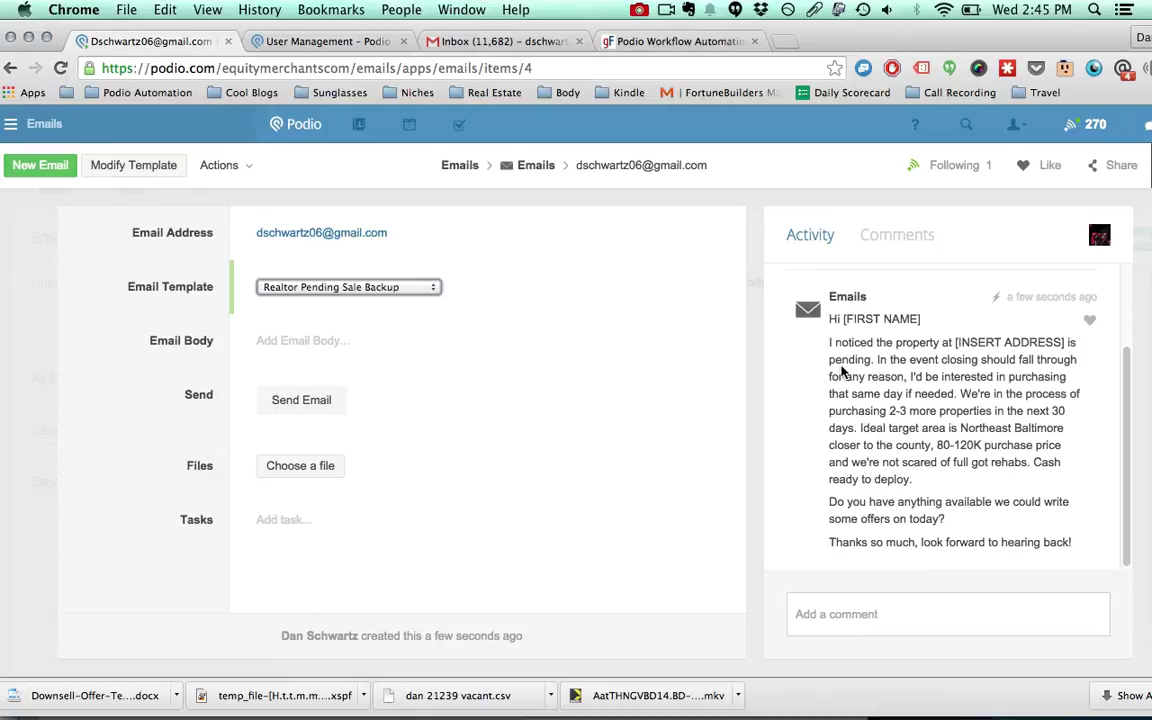 Chrome File Edit View History Bookmarks People Window Help Wed 2:45 PM
Dschwartz06@gmail.com User Management - Podio Inbox (11,682) – dschwar Podio Workflow Automatio Da
https://podio.com/equitymerchantscom/emails/apps/emails/items/4
Apps Podio Automation Cool Blogs Sunglasses Niches Real Estate Body Kindle | FortuneBuilders Ma Daily Scorecard Call Recording Travel
4
Emails Podio ? 270
New Email Modify Template Actions Emails Emails dschwartz06@gmail.com Following 1 Like Share
Email Address dschwartz06@gmail.com
Email Template Realtor Pending Sale Backup
Email Body Add Email Body...
Send Send Email
Files Choose a file
Tasks Add task...
Dan Schwartz created this a few seconds ago
Activity Comments
Emails a few seconds ago
Hi [FIRST NAME]
I noticed the property at [INSERT ADDRESS] is
pending. In the event closing should fall through
for any reason, I'd be interested in purchasing
that same day if needed. We're in the process of
purchasing 2-3 more properties in the next 30
days. Ideal target area is Northeast Baltimore
closer to the county, 80-120K purchase price
and we're not scared of full got rehabs. Cash
ready to deploy.
Do you have anything available we could write
some offers on today?
Thanks so much, look forward to hearing back!
Add a comment
Downsell-Offer-Te....docx temp_file-[H.t.t.m.m....xspf dan 21239 vacant.csv AatTHNGVBD14.BD-....mkv Show A